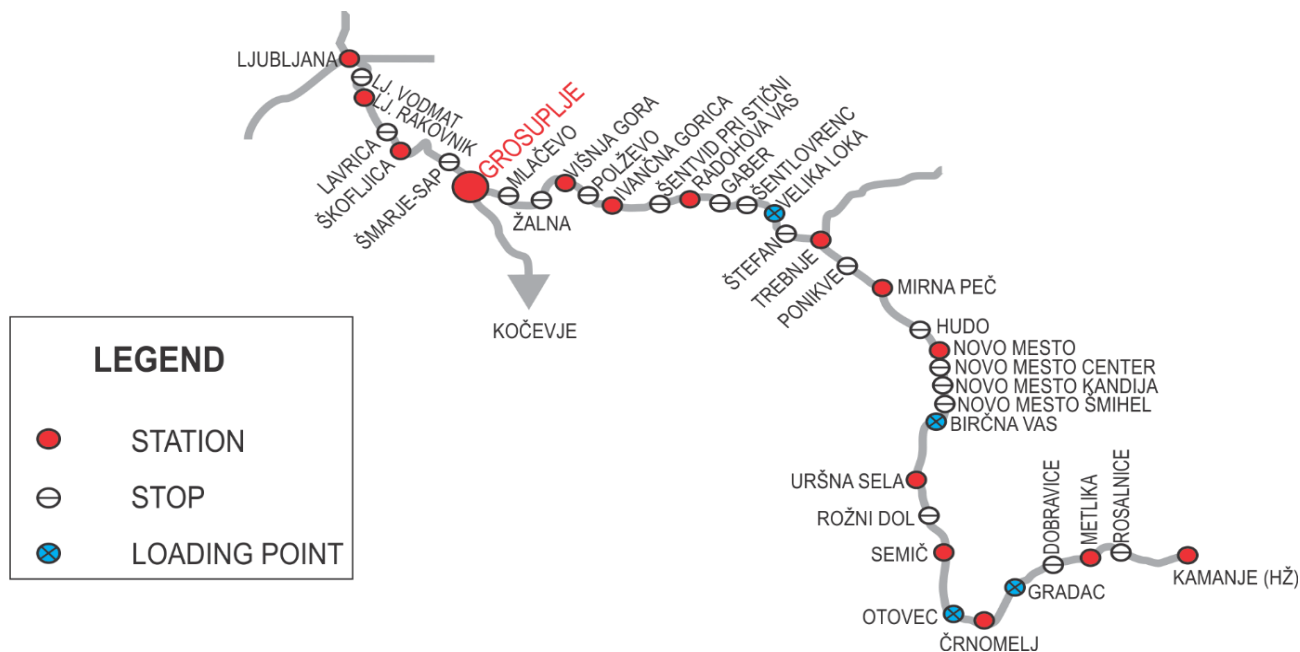 LJUBLJANA
LJ. VODMAT
LJ. RAKOVNIK
LAVRICA
ŠKOFLJICA
ŠMARJE-SAP
GROSUPLJE
MLAČEVO
ŽALNA
VIŠNJA GORA
POLŽEVO
IVANČNA GORICA
ŠENTVID PRI STIČNI
RADOHOVA VAS
GABER
ŠENTLOVRENC
VELIKA LOKA
ŠTEFAN
TREBNJE
PONIKVE
MIRNA PEČ
KOČEVJE
HUDO
NOVO MESTO
NOVO MESTO CENTER
NOVO MESTO KANDIJA
NOVO MESTO ŠMIHEL
BIRČNA VAS
URŠNA SELA
ROŽNI DOL
SEMIČ
OTOVEC
ČRNOMELJ
GRADAC
DOBRAVICE
METLIKA
ROSALNICE
KAMANJE (HŽ)
LEGEND
STATION
STOP
LOADING POINT